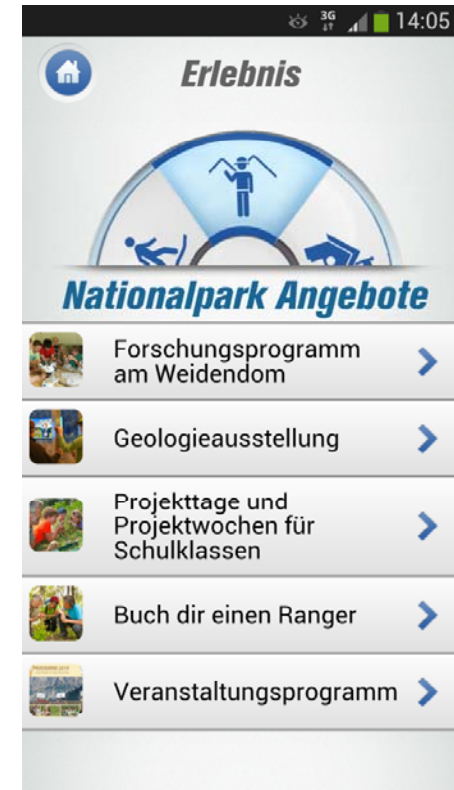 3G 14:05
Erlebnis
Nationalpark Angebote
Forschungsprogramm
am Weidendom
Geologieausstellung
Projekttage und
Projektwochen für
Schulklassen
Buch dir einen Ranger
Veranstaltungsprogramm